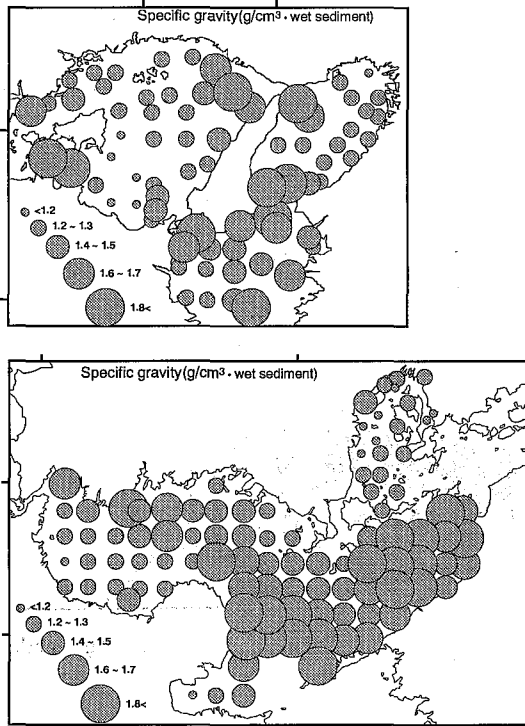 Specific gravity(g/cm³・wet sediment)
<1.2
1.2 ~ 1.3
1.4 ~ 1.5
1.6 ~ 1.7
1.8<
Specific gravity(g/cm³・wet sediment)
<1.2
1.2 ~ 1.3
1.4 ~ 1.5
1.6 ~ 1.7
1.8<